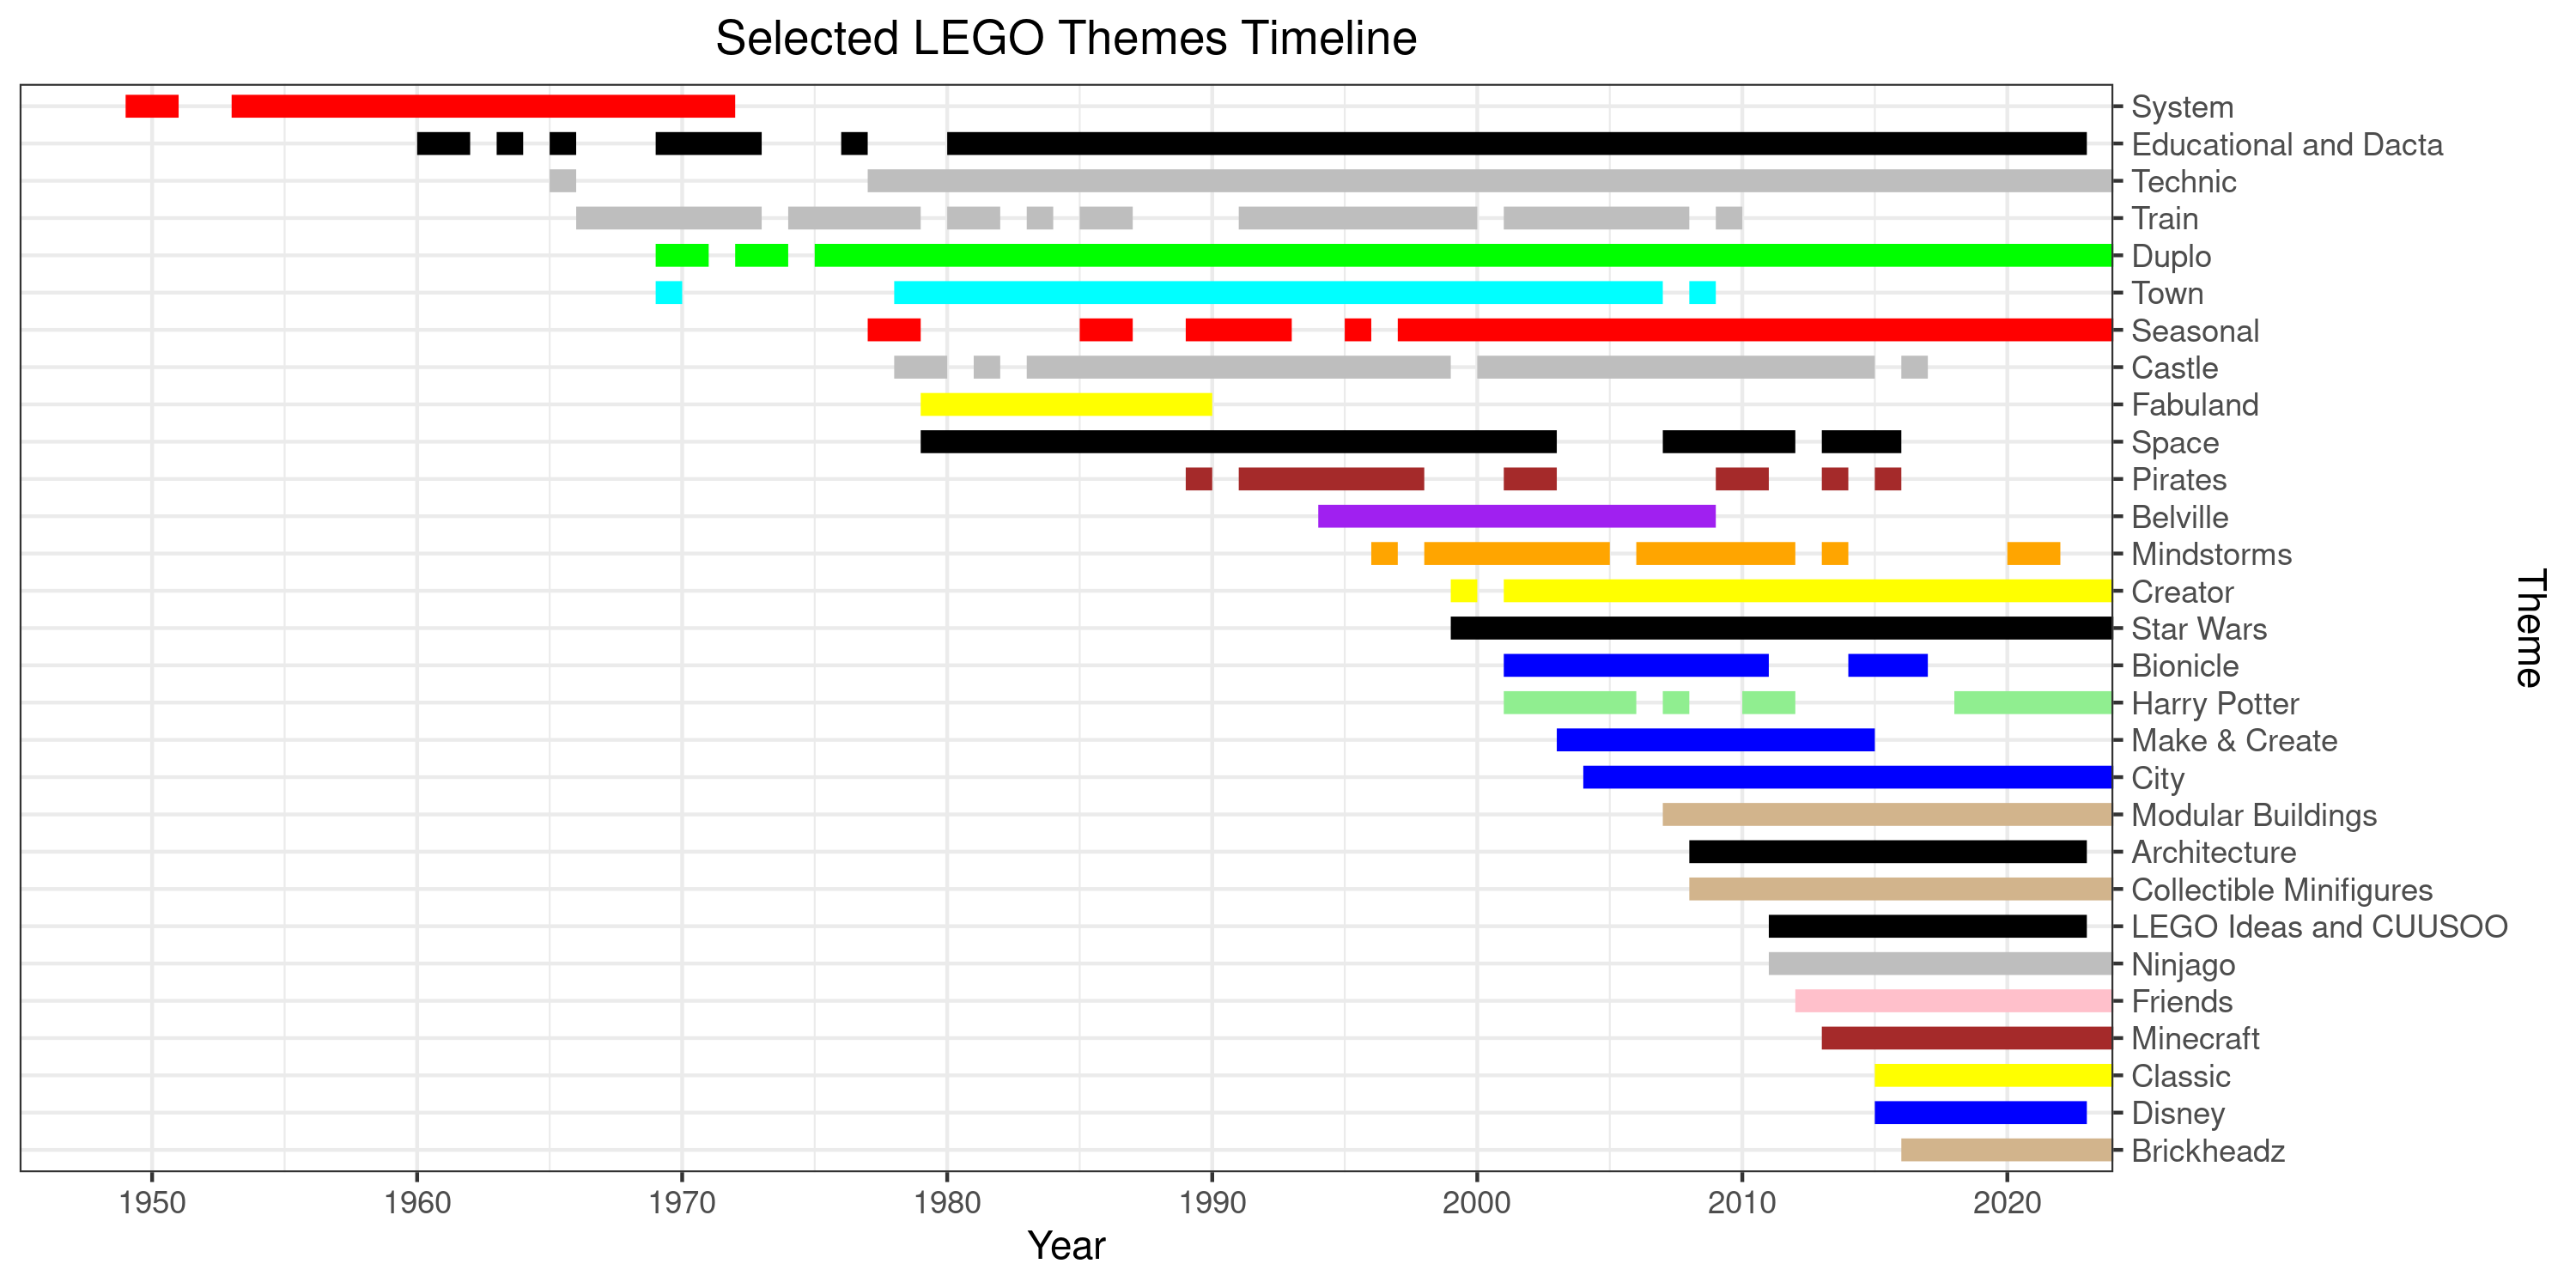 Selected LEGO Themes Timeline
System
Educational and Dacta
Technic
Train
Duplo
Town
Seasonal
Castle
Fabuland
Space
Pirates
Belville
Mindstorms
Creator
Star Wars
Bionicle
Harry Potter
Make & Create
City
Modular Buildings
Architecture
Collectible Minifigures
LEGO Ideas and CUUSOO
Ninjago
Friends
Minecraft
Classic
Disney
Brickheadz
Theme
1950 1960 1970 1980 1990 2000 2010 2020
Year